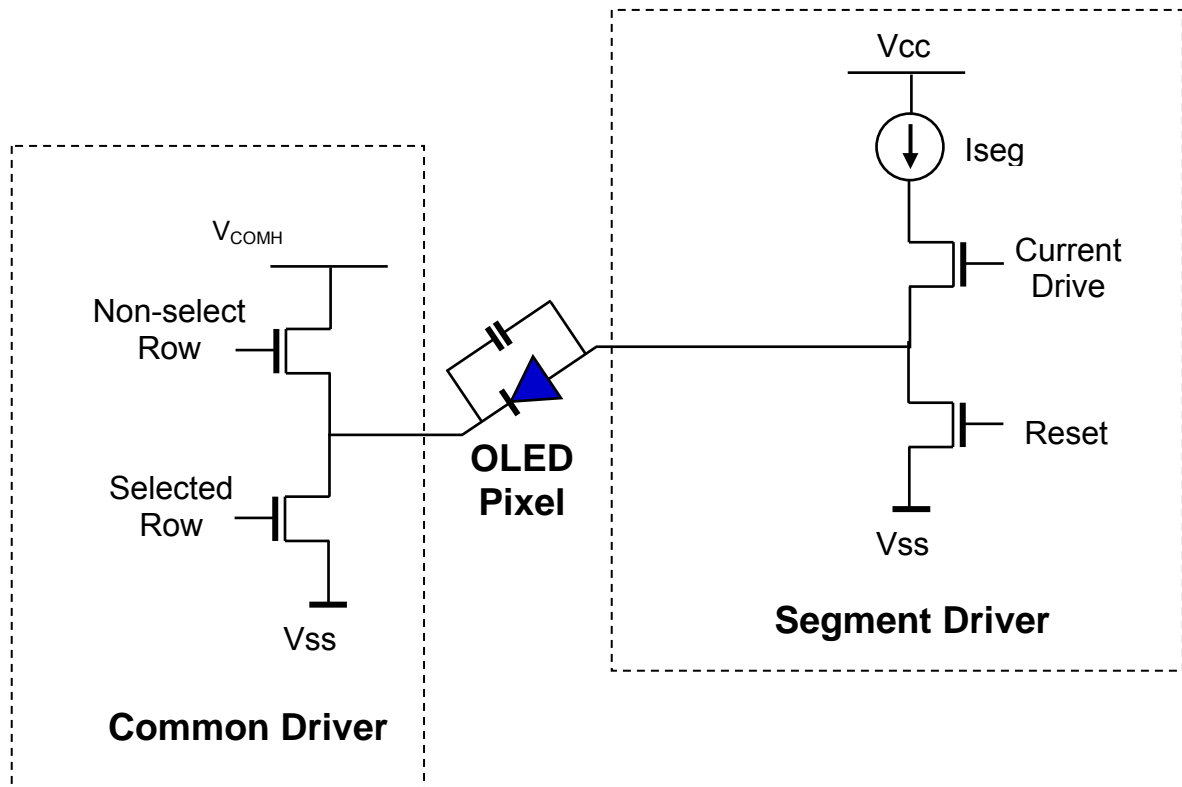 Vcc
Iseg
Current
Drive
Reset
Vss
Segment Driver
VCOMH
Non-select
Row
Selected
Row
Vss
Common Driver
OLED
Pixel